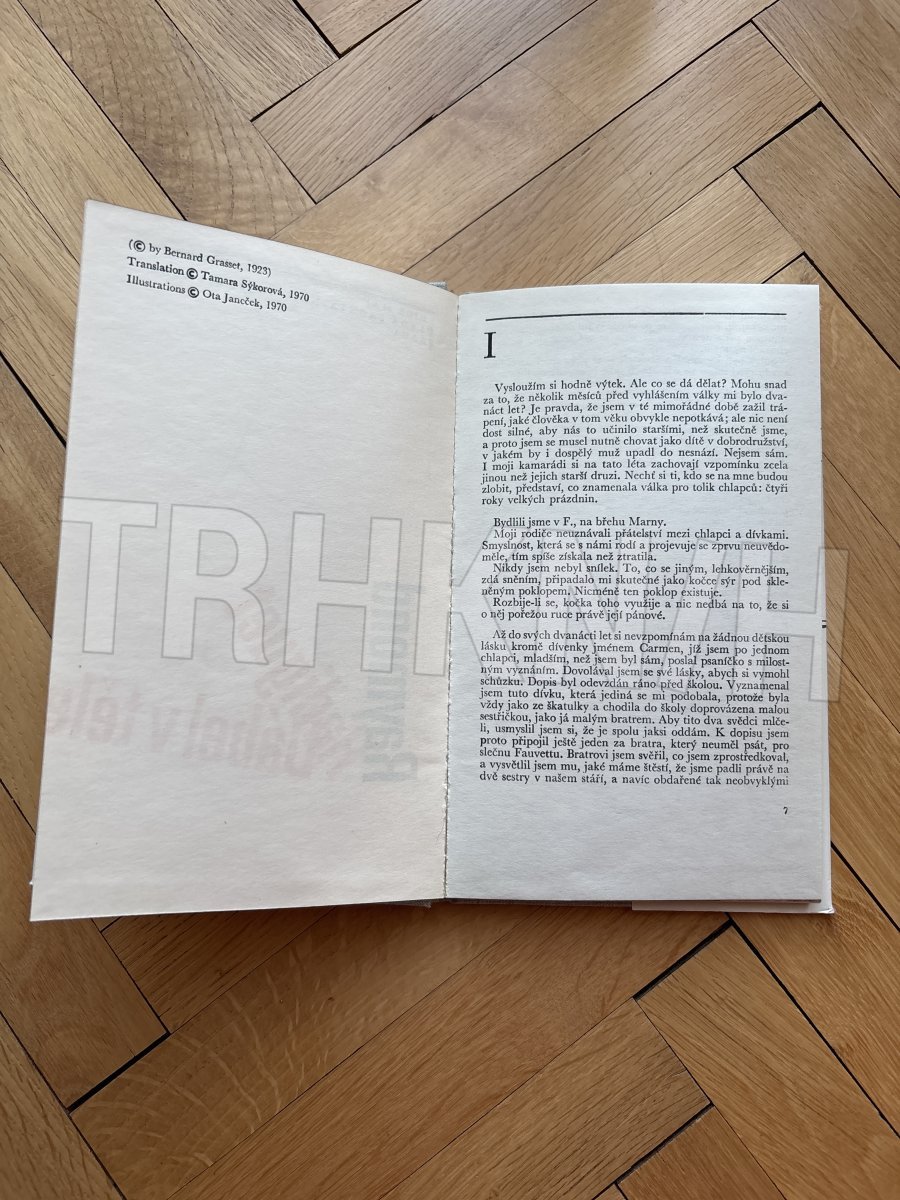 (© by Bernard Grasset, 1923)
Translation © Tamara Sýkorová, 1970
Illustrations © Ota Janeček, 1970
I
Vysloužím si hodně výtek. Ale co se dá dělat? Mohu snad
za to, že několik měsíců před vyhlášením války mi bylo dva-
náct let? Je pravda, že jsem v té mimořádné době zažil trá-
pení, jaké člověka v tom věku obvykle nepotkává; ale nic není
dost silné, aby nás to učinilo staršími, než skutečně jsme,
a proto jsem se musel nutně chovat jako dítě v dobrodružství,
v jakém by i dospělý muž upadl do nesnází. Nejsem sám.
I moji kamarádi si na tato léta zachovají vzpomínku zcela
jinou než jejich starší druzi. Nechť si ti, kdo se na mne budou
zlobit, představí, co znamenala válka pro tolik chlapců: čtyři
roky velkých prázdnin.
Bydlili jsme v F., na břehu Marny.
Moji rodiče neuznávali přátelství mezi chlapci a dívkami.
Smyslnost, která se s námi rodí a projevuje se zprvu neuvědo-
měle, tím spíše získala než ztratila.
Nikdy jsem nebyl snílek. To, co se jiným, lehkověrnějším,
zdá sněním, připadalo mi skutečné jako kočce sýr pod skle-
něným poklopem. Nicméně ten poklop existuje.
Rozbije-li se, kočka toho využije a nic nedbá na to, že si
o něj pořežou ruce právě její pánové.
Až do svých dvanácti let si nevzpomínám na žádnou dětskou
lásku kromě dívenky jménem Carmen, jíž jsem po jednom
chlapci, mladším, než jsem byl sám, poslal psaníčko s milost-
ným vyznáním. Dovolával jsem se své lásky, abych si vymohl
schůzku. Dopis byl odevzdán ráno před školou. Vyznamenal
jsem tuto dívku, která jediná se mi podobala, protože byla
vždy jako ze škatulky a chodila do školy doprovázena malou
sestřičkou, jako já malým bratrem. Aby tito dva svědci mlče-
li, usmyslil jsem si, že je spolu jaksi oddám. K dopisu jsem
proto připojil ještě jeden za bratra, který neuměl psát, pro
slečnu Fauvettu. Bratrovi jsem svěřil, co jsem zprostředkoval,
a vysvětlil jsem mu, jaké máme štěstí, že jsme padli právě na
dvě sestry v našem stáří, a navíc obdařené tak neobvyklými
7
TRHKNIH